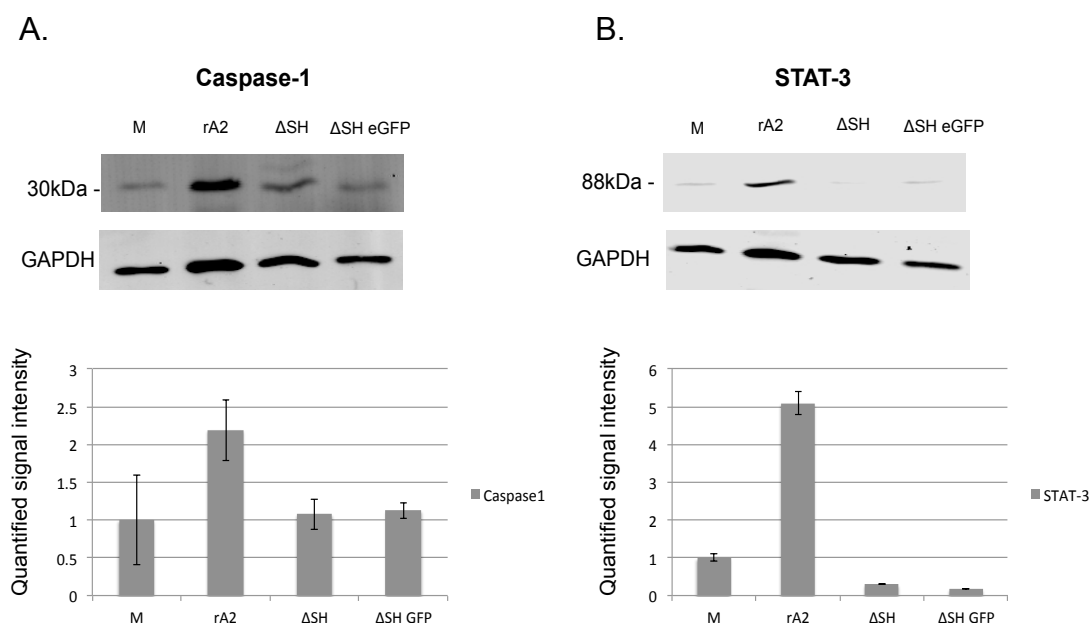 A.
Caspase-1
M rA2 ΔSH ΔSH eGFP
30kDa -
GAPDH
Quantified signal intensity
3
2.5
2
1.5
1
0.5
0
M rA2 ΔSH ΔSH GFP
Caspase1
B.
STAT-3
M rA2 ΔSH ΔSH eGFP
88kDa -
GAPDH
Quantified signal intensity
6
5
4
3
2
1
0
M rA2 ΔSH ΔSH GFP
STAT-3